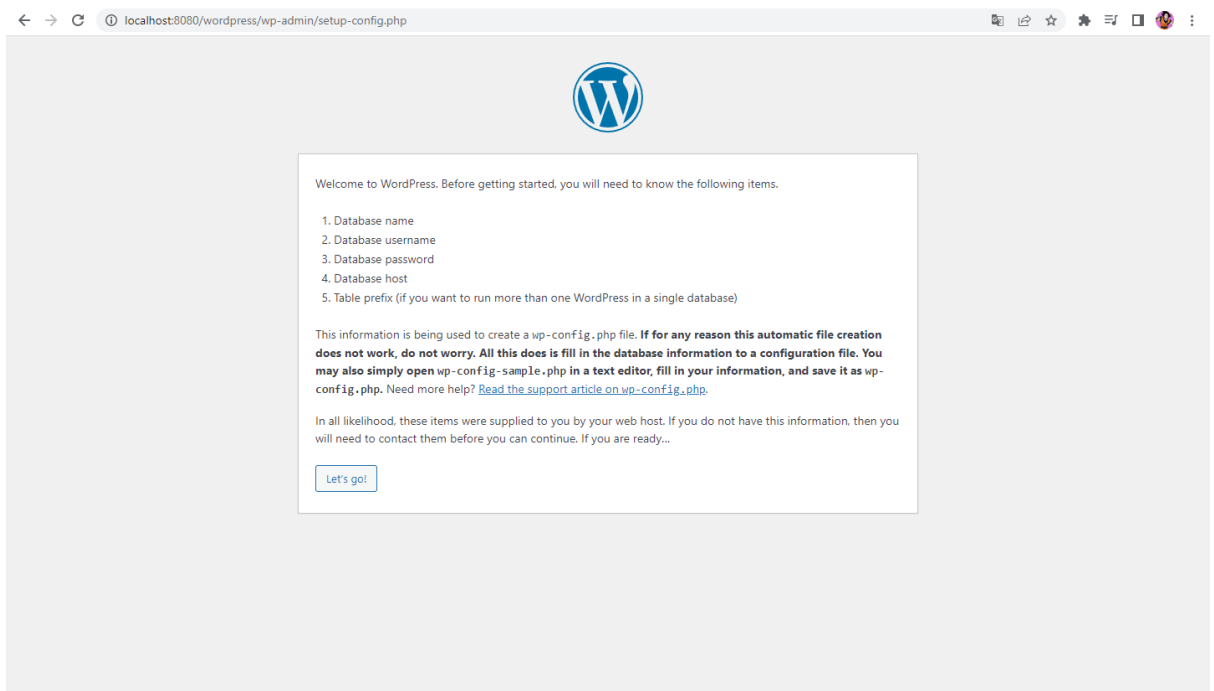 localhost:8080/wordpress/wp-admin/setup-config.php
Welcome to WordPress. Before getting started, you will need to know the following items.
1. Database name
2. Database username
3. Database password
4. Database host
5. Table prefix (if you want to run more than one WordPress in a single database)
This information is being used to create a wp-config.php file. If for any reason this automatic file creation
does not work, do not worry. All this does is fill in the database information to a configuration file. You
may also simply open wp-config-sample.php in a text editor, fill in your information, and save it as wp-
config.php. Need more help? Read the support article on wp-config.php.
In all likelihood, these items were supplied to you by your web host. If you do not have this information, then you
will need to contact them before you can continue. If you are ready...
Let's go!